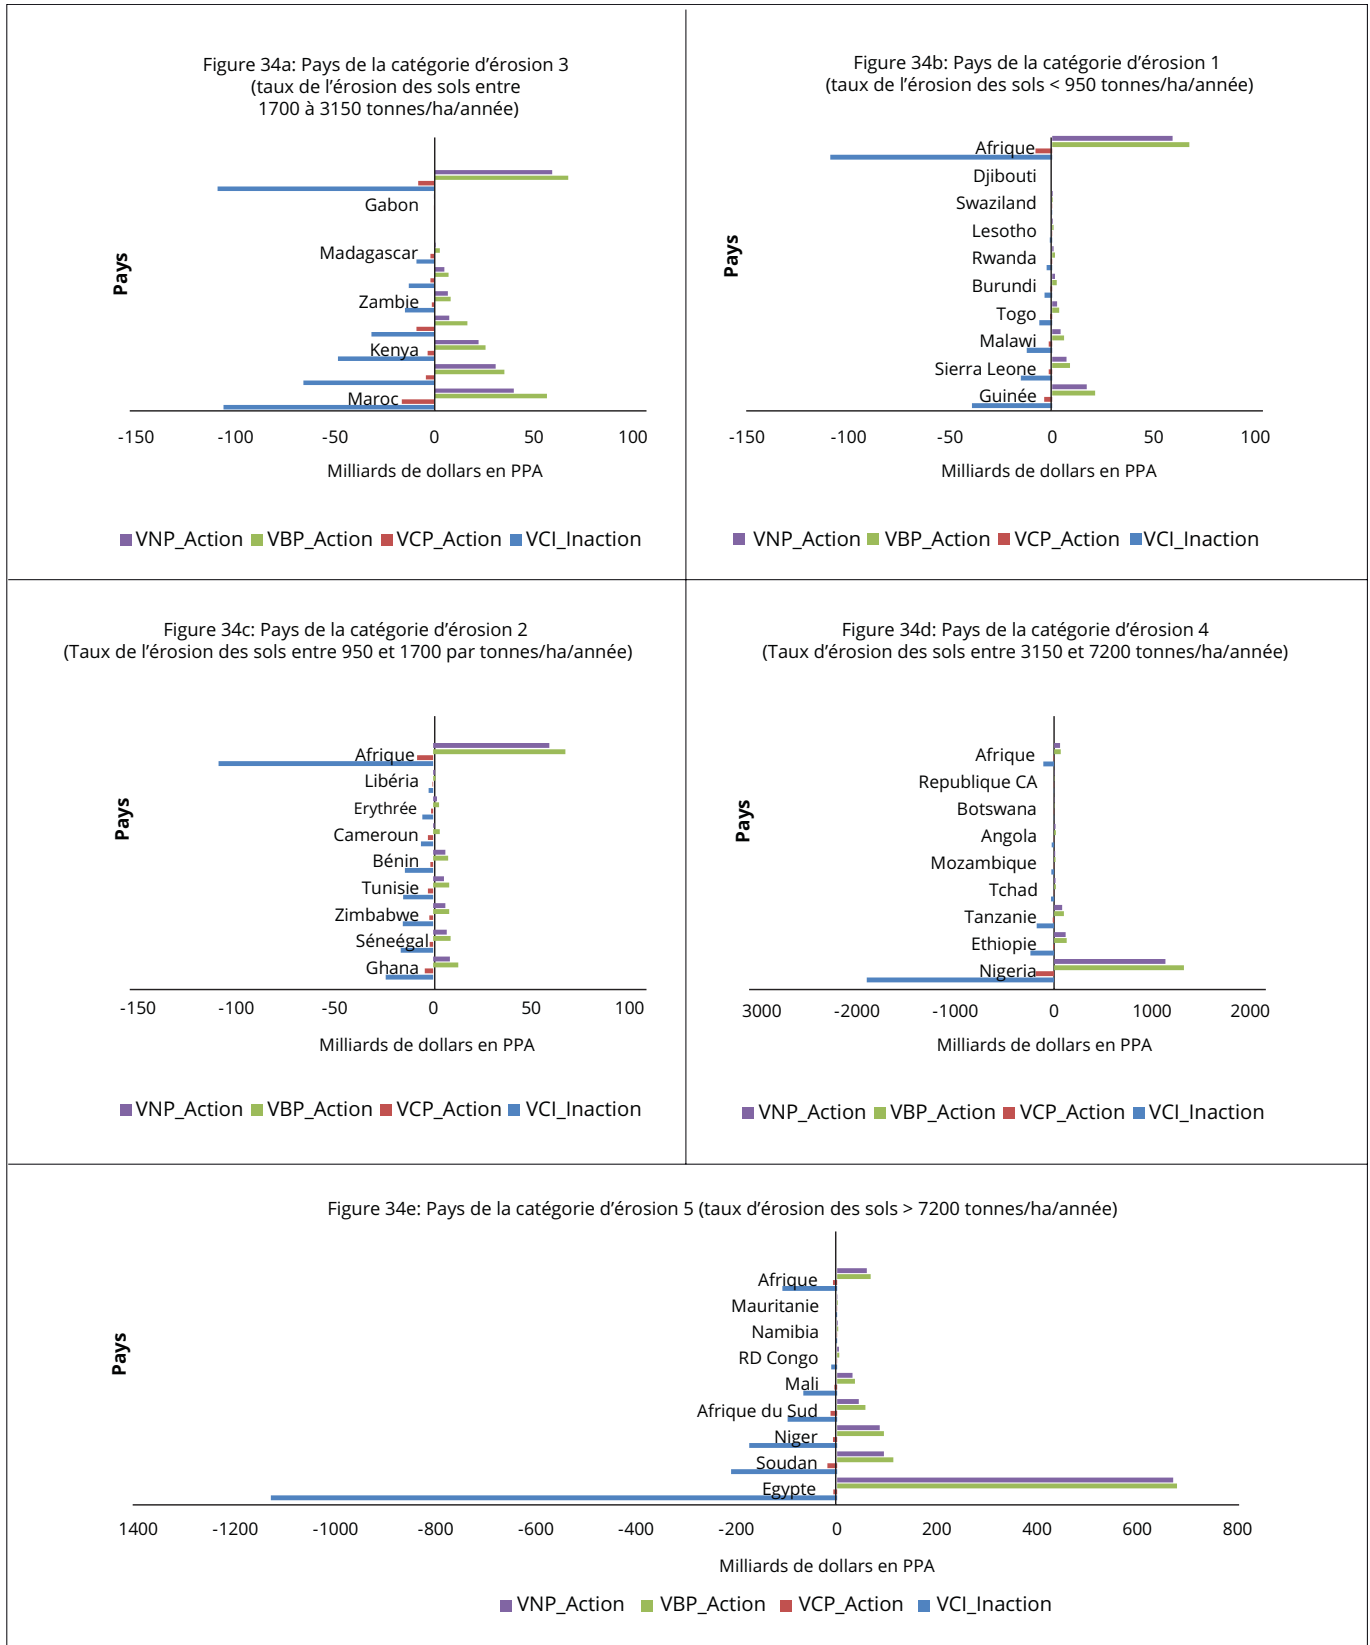 Figure 34a: Pays de la catégorie d’érosion 3
(taux de l’érosion des sols entre
1700 à 3150 tonnes/ha/année)
Pays
Gabon
Madagascar
Zambie
Kenya
Maroc
-150 -100 -50 0 50 100
Milliards de dollars en PPA
VNP_Action VBP_Action VCP_Action VCI_Inaction
Figure 34b: Pays de la catégorie d’érosion 1
(taux de l’érosion des sols < 950 tonnes/ha/année)
Pays
Afrique
Djibouti
Swaziland
Lesotho
Rwanda
Burundi
Togo
Malawi
Sierra Leone
Guinée
-150 -100 -50 0 50 100
Milliards de dollars en PPA
VNP_Action VBP_Action VCP_Action VCI_Inaction
Figure 34c: Pays de la catégorie d’érosion 2
(Taux de l’érosion des sols entre 950 et 1700 par tonnes/ha/année)
Pays
Afrique
Libéria
Erythrée
Cameroun
Bénin
Tunisie
Zimbabwe
Séneégal
Ghana
-150 -100 -50 0 50 100
Milliards de dollars en PPA
VNP_Action VBP_Action VCP_Action VCI_Inaction
Figure 34d: Pays de la catégorie d’érosion 4
(Taux d’érosion des sols entre 3150 et 7200 tonnes/ha/année)
Pays
Afrique
Republique CA
Botswana
Angola
Mozambique
Tchad
Tanzanie
Ethiopie
Nigeria
3000 -2000 -1000 0 1000 2000
Milliards de dollars en PPA
VNP_Action VBP_Action VCP_Action VCI_Inaction
Figure 34e: Pays de la catégorie d’érosion 5 (taux d’érosion des sols > 7200 tonnes/ha/année)
Pays
Afrique
Mauritanie
Namibia
RD Congo
Mali
Afrique du Sud
Niger
Soudan
Egypte
1400 -1200 -1000 -800 -600 -400 -200 0 200 400 600 800
Milliards de dollars en PPA
VNP_Action VBP_Action VCP_Action VCI_Inaction